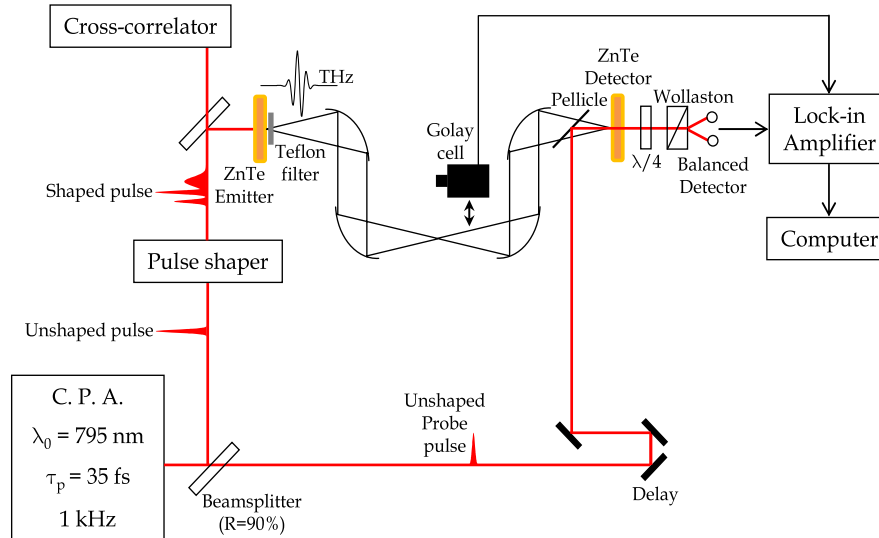 Cross-correlator
THz
ZnTe
Detector
Pellicle
Wollaston
Golay
cell
Lock-in
Amplifier
Teflon
filter
ZnTe
Emitter
λ/4
Balanced
Detector
Shaped pulse
Computer
Pulse shaper
Unshaped pulse
C. P. A.
λ₀ = 795 nm
τₚ = 35 fs
1 kHz
Unshaped
Probe
pulse
Beamsplitter
(R=90%)
Delay